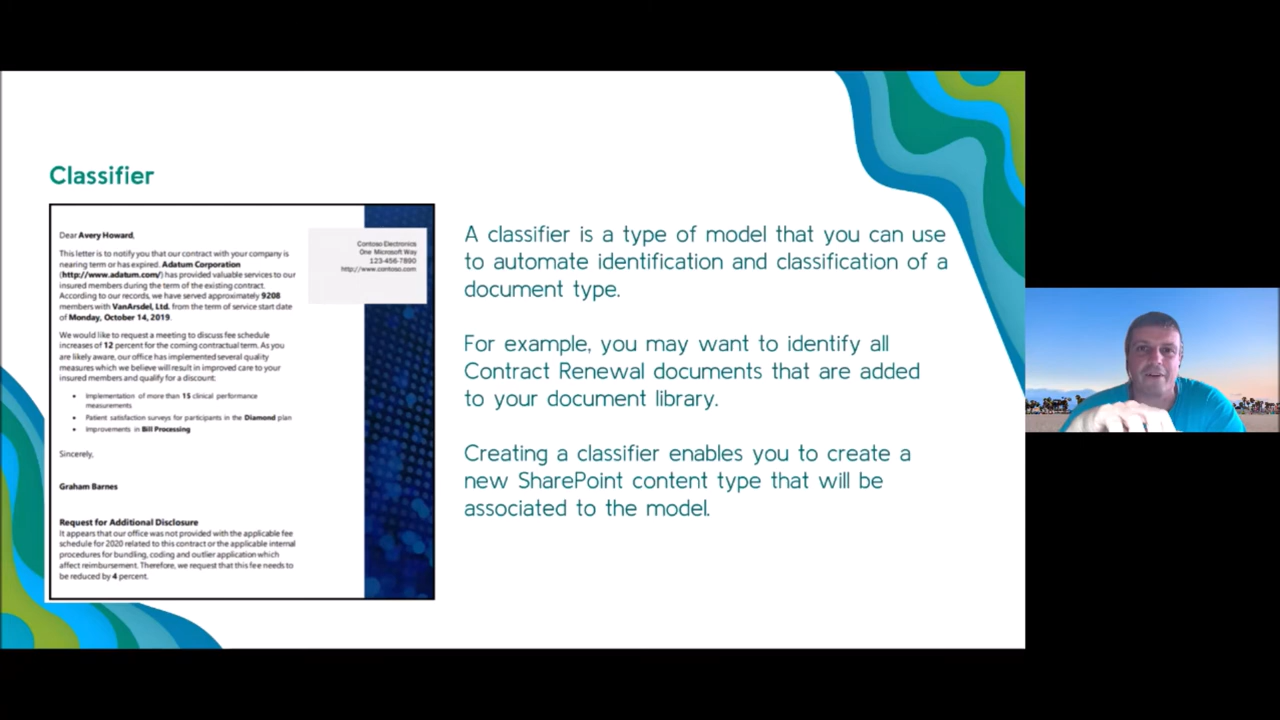 Classifier
Dear Avery Howard,
This letter is to notify you that our contract with your company is
nearing term or has expired. Adatum Corporation
(http://www.adatum.com/) has provided valuable services to our
insured members during the term of the existing contract.
According to our records, we have served approximately 9208
members with VanArsdel, Ltd. from the term of service start date
of Monday, October 14, 2019.
We would like to request a meeting to discuss fee schedule
increases of 12 percent for the coming contractual term. As you
are likely aware, our office has implemented several quality
measures which we believe will result in improved care to your
insured members and qualify for a discount:
• Implementation of more than 15 clinical performance
measurements
• Patient satisfaction surveys for participants in the Diamond plan
• Improvements in Bill Processing
Sincerely,
Graham Barnes
Request for Additional Disclosure
It appears that our office was not provided with the applicable fee
schedule for 2020 related to this contract or the applicable internal
procedures for bundling, coding and outlier application which
affect reimbursement. Therefore, we request that this fee needs to
be reduced by 4 percent.
Contoso Electronics
One Microsoft Way
123-456-7890
http://www.contoso.com
A classifier is a type of model that you can use
to automate identification and classification of a
document type.
For example, you may want to identify all
Contract Renewal documents that are added
to your document library.
Creating a classifier enables you to create a
new SharePoint content type that will be
associated to the model.